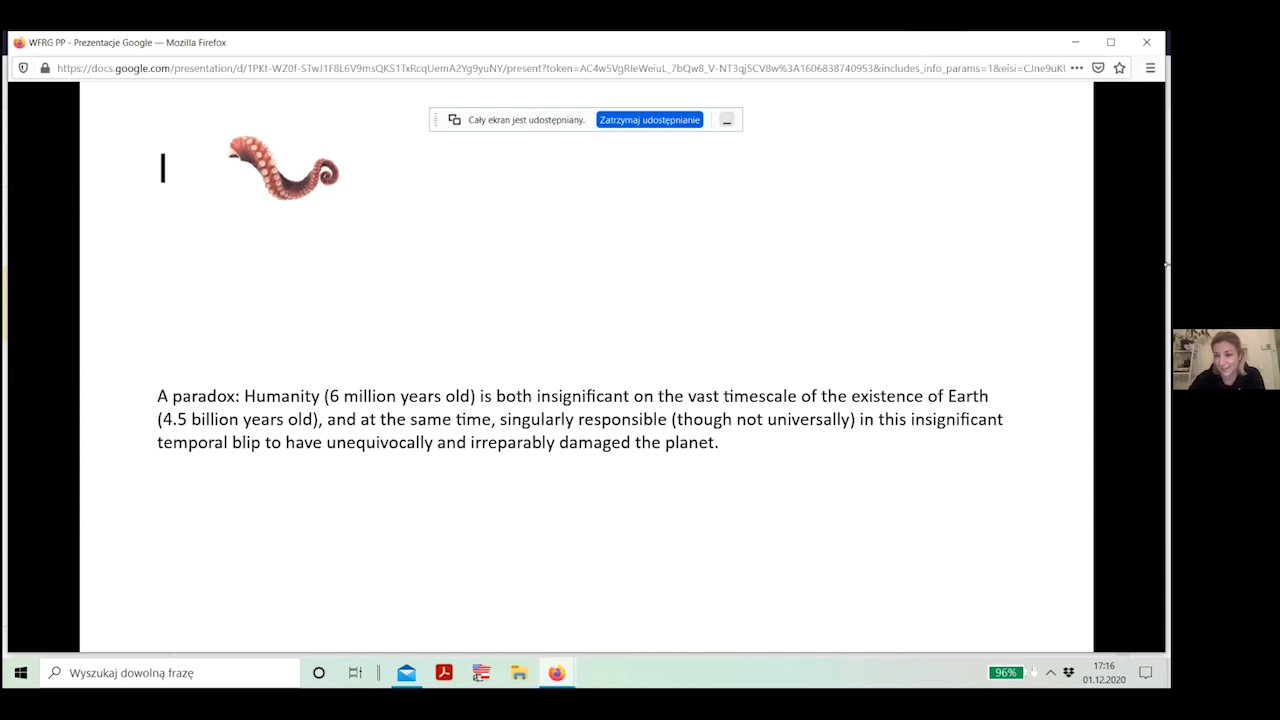 WFRG PP - Prezentacje Google — Mozilla Firefox
https://docs.google.com/presentation/d/1PKt-WZ0f-STwJ1F8L6V9msQKS1TxRcqUemA2Yg9yuNY/present?token=AC4w5VgRIeWeiuL_7bQw8_V-NT3qj5CV8w%3A1606838740953&includes_info_params=1&eisi=CJne9uKt
Cały ekran jest udostępniany. Zatrzymaj udostępnianie
I
A paradox: Humanity (6 million years old) is both insignificant on the vast timescale of the existence of Earth
(4.5 billion years old), and at the same time, singularly responsible (though not universally) in this insignificant
temporal blip to have unequivocally and irreparably damaged the planet.
Wyszukaj dowolną frazę
96%
17:16
01.12.2020